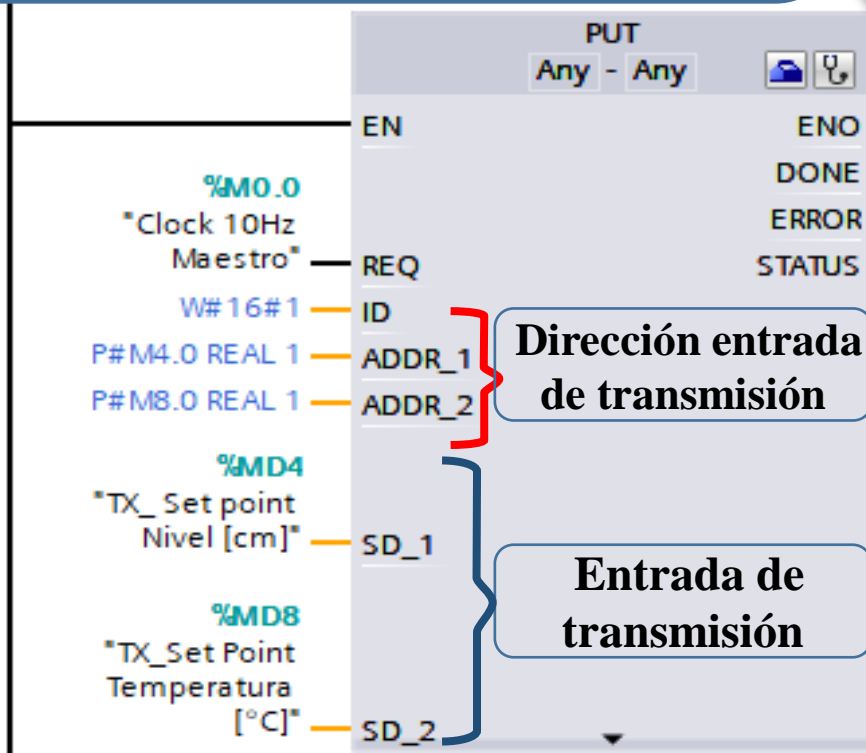 PUT
Any - Any
EN
ENO
DONE
%M0.0
"Clock 10Hz
Maestro"
REQ
ERROR
STATUS
W#16#1
ID
P#M4.0 REAL 1
ADDR_1
P#M8.0 REAL 1
ADDR_2
Dirección entrada
de transmisión
%MD4
"TX_ Set point
Nivel [cm]"
SD_1
Entrada de
transmisión
%MD8
"TX_Set Point
Temperatura
[°C]"
SD_2